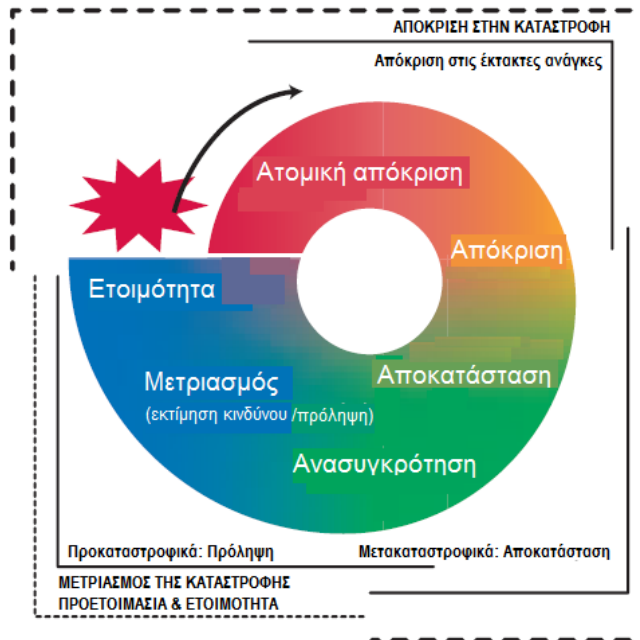 ΑΠΟΚΡΙΣΗ ΣΤΗΝ ΚΑΤΑΣΤΡΟΦΗ
Απόκριση στις έκτακτες ανάγκες
Ατομική απόκριση
Απόκριση
Ετοιμότητα
Αποκατάσταση
Μετριασμός
(εκτίμηση κινδύνου /πρόληψη)
Ανασυγκρότηση
Προκαταστροφικά: Πρόληψη
Μετακαταστροφικά: Αποκατάσταση
ΜΕΤΡΙΑΣΜΟΣ ΤΗΣ ΚΑΤΑΣΤΡΟΦΗΣ
ΠΡΟΕΤΟΙΜΑΣΙΑ & ΕΤΟΙΜΟΤΗΤΑ